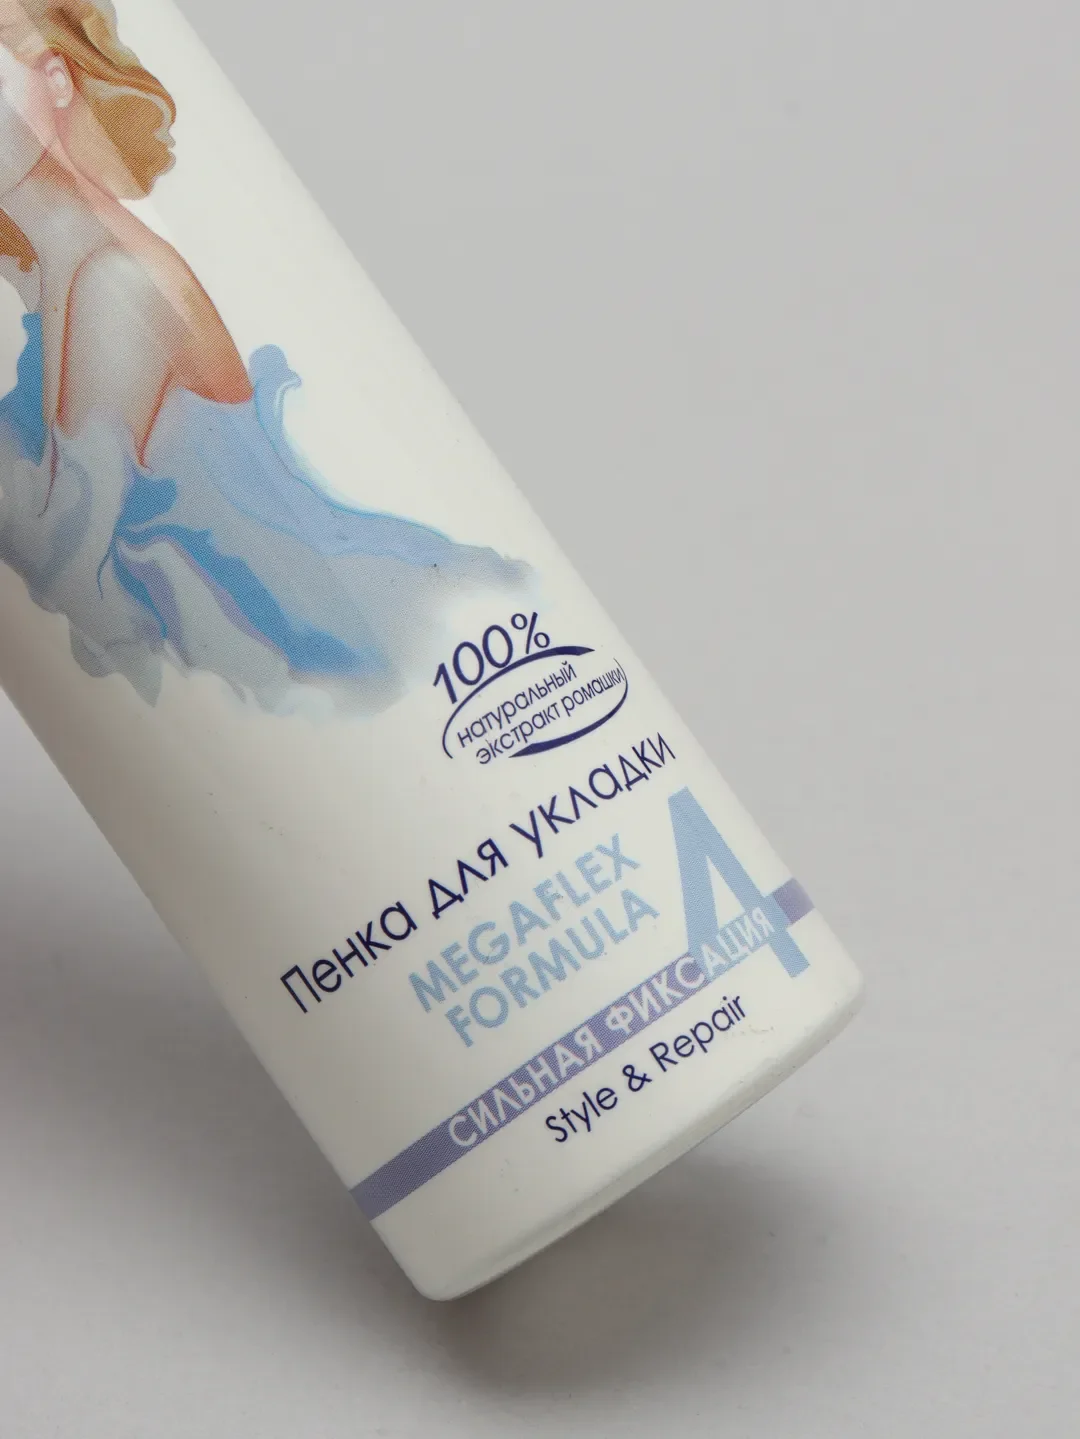 100%
натуральный
экстракт ромашки
Пенка для укладки
MEGAFLEX
FORMULA
4
СИЛЬНАЯ ФИКСАЦИЯ
Style & Repair